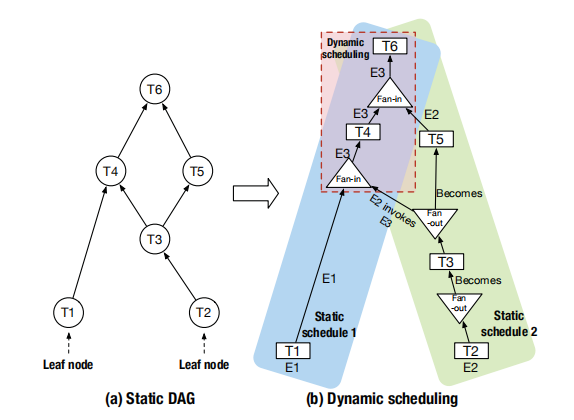 T6
T4
T5
T3
T1
T2
Leaf node
Leaf node
(a) Static DAG
Dynamic
scheduling
T6
E3
Fan-in
E3
E2
T4
T5
E3
Fan-in
E2 invokes
E3
Becomes
Fan
-out
T3
E1
Becomes
Fan
-out
Static
schedule 1
Static
schedule 2
T1
E1
T2
E2
(b) Dynamic scheduling